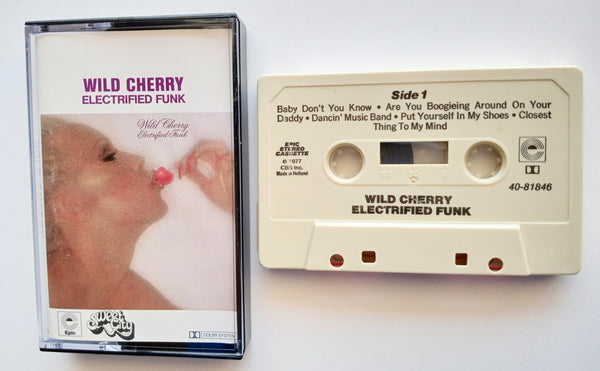 WILD CHERRY
ELECTRIFIED FUNK
Wild Cherry
Electrified Funk
Epic
SWEET CITY
DOLBY SYSTEM
Side 1
Baby Don't You Know • Are You Boogieing Around On Your
Daddy • Dancin' Music Band • Put Yourself In My Shoes • Closest
Thing To My Mind
EPIC
STEREO
CASSETTE
℗ 1977
CBS Inc.
Made in Holland
Epic
40-81846
WILD CHERRY
ELECTRIFIED FUNK